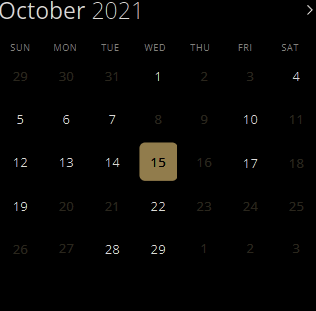 October 2021
SUN MON TUE WED THU FRI SAT
29 30 31 1 2 3 4
5 6 7 8 9 10 11
12 13 14 15 16 17 18
19 20 21 22 23 24 25
26 27 28 29 1 2 3